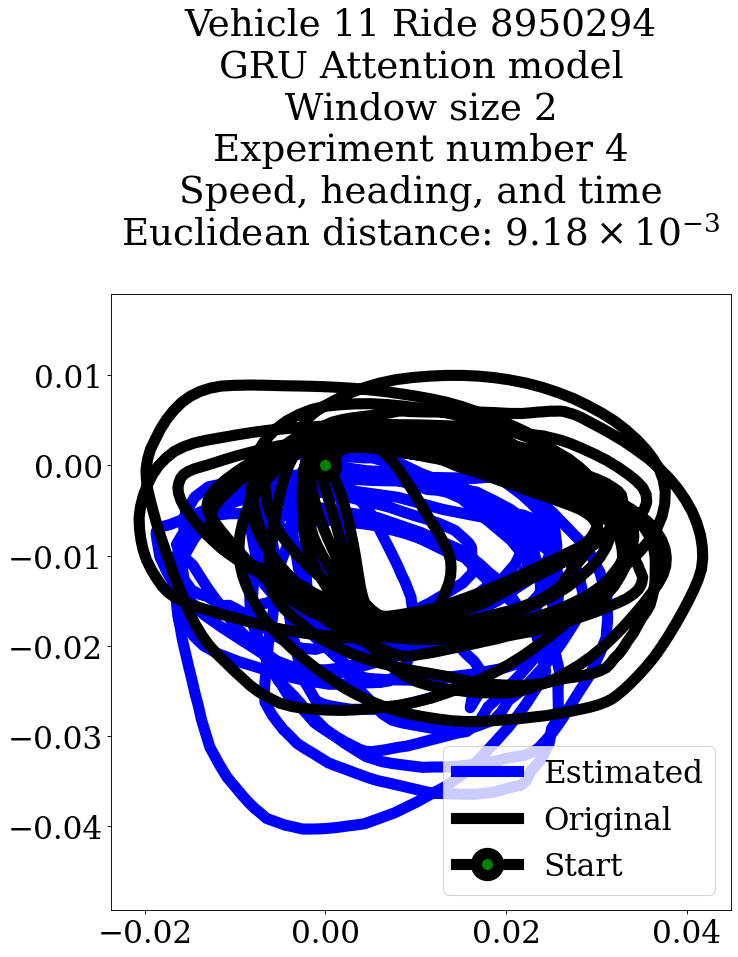 Vehicle 11 Ride 8950294
GRU Attention model
Window size 2
Experiment number 4
Speed, heading, and time
Euclidean distance: 9.18 × 10⁻³
0.01
0.00
−0.01
−0.02
−0.03
−0.04
Estimated
Original
Start
−0.02 0.00 0.02 0.04